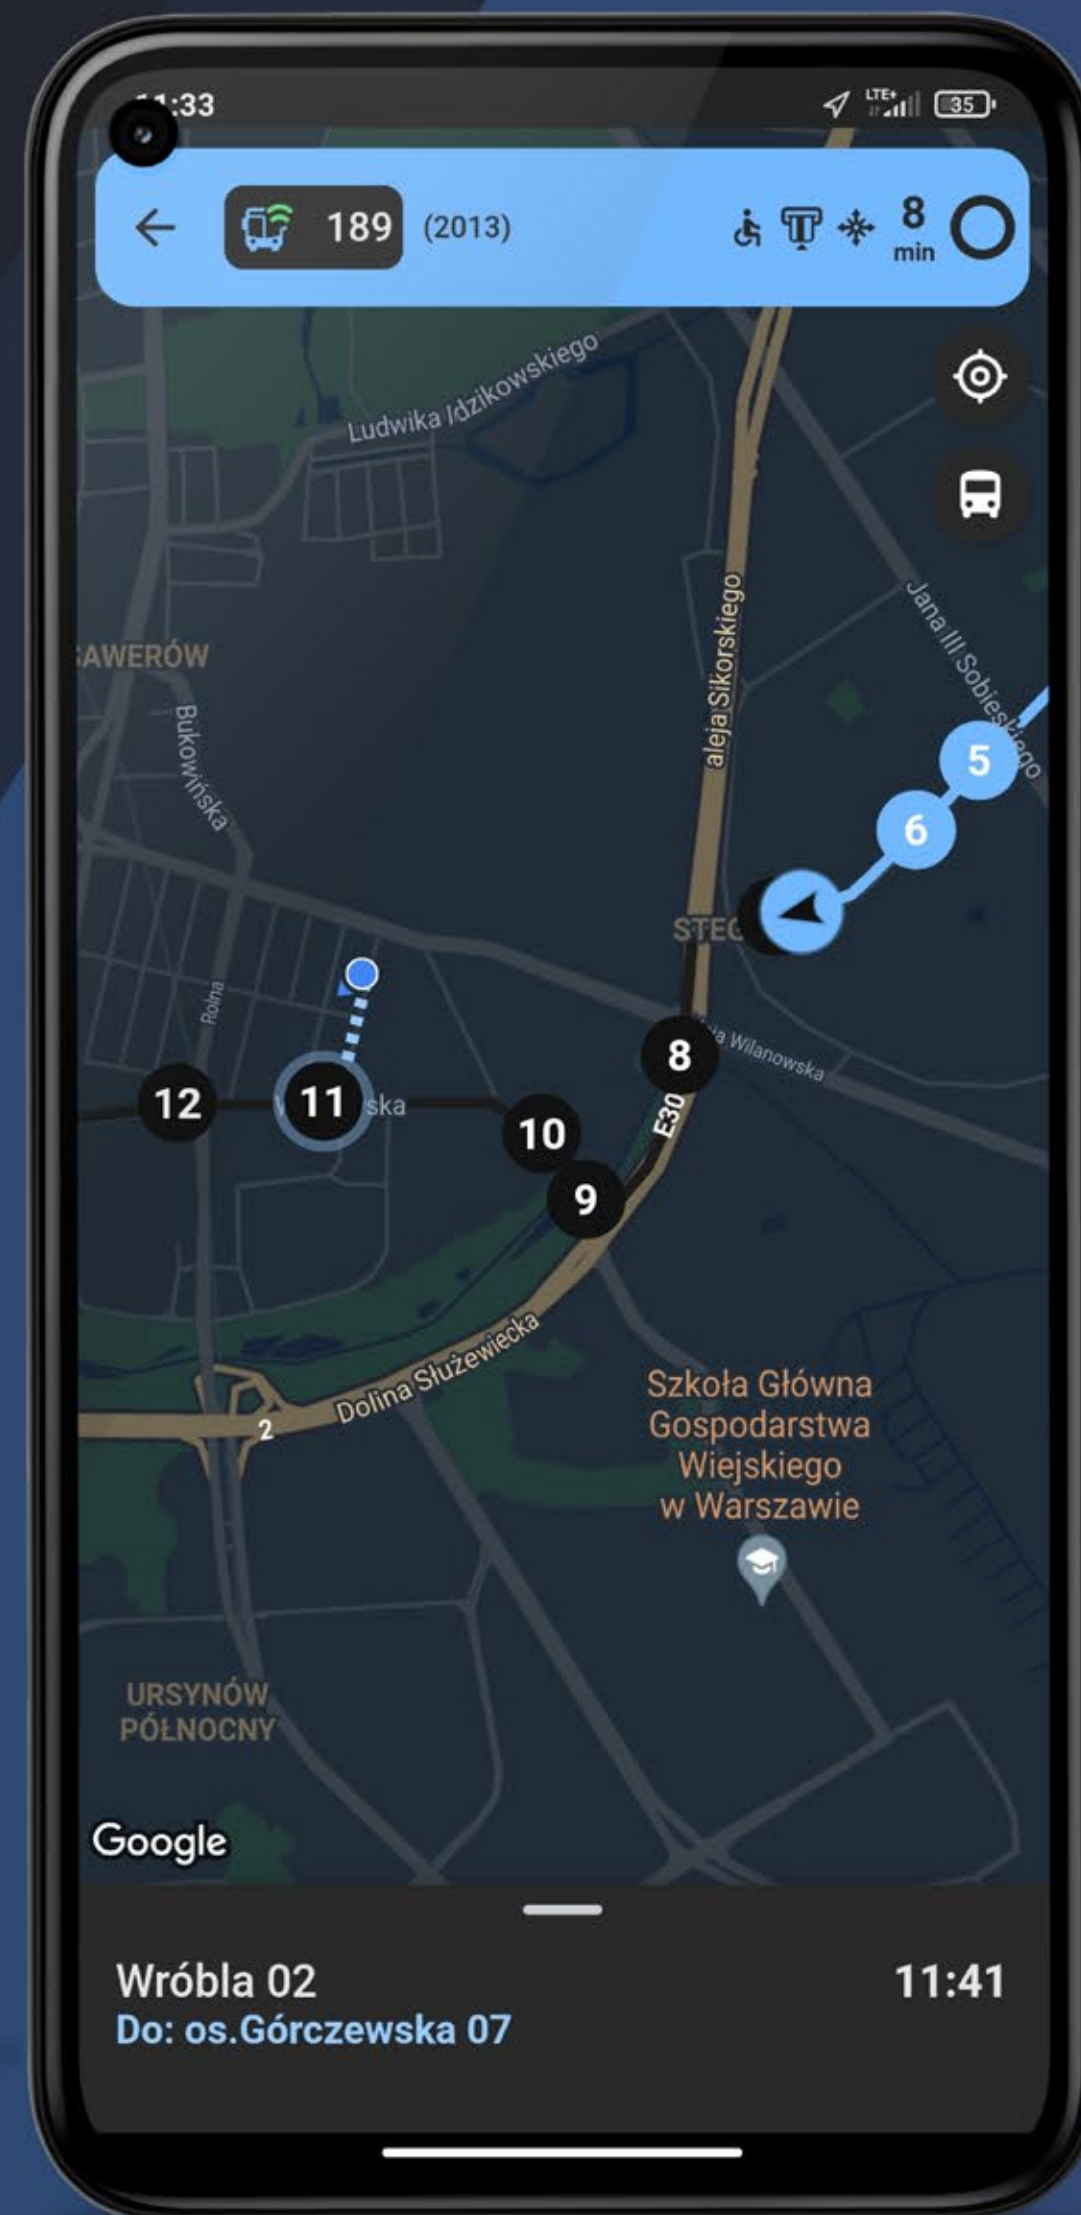 :33
LTE+
35
189
(2013)
8
min
Ludwika Idzikowskiego
aleja Sikorskiego
Jana III Sobieskiego
Bukowińska
5
6
Rolna
8
Wilanowska
12
11
ska
10
E30
9
Dolina Służewiecka
2
Szkoła Główna
Gospodarstwa
Wiejskiego
w Warszawie
URSYNÓW
PÓŁNOCNY
Google
Wróbla 02
11:41
Do: os.Górczewska 07